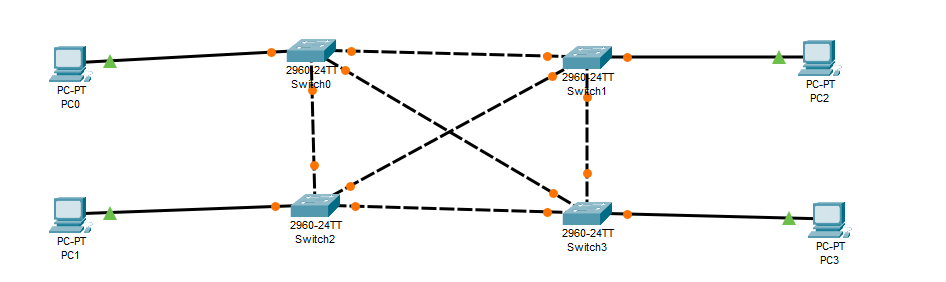 2960-24TT
Switch0
2960-24TT
Switch1
PC-PT
PC0
PC-PT
PC2
2960-24TT
Switch2
2960-24TT
Switch3
PC-PT
PC1
PC-PT
PC3